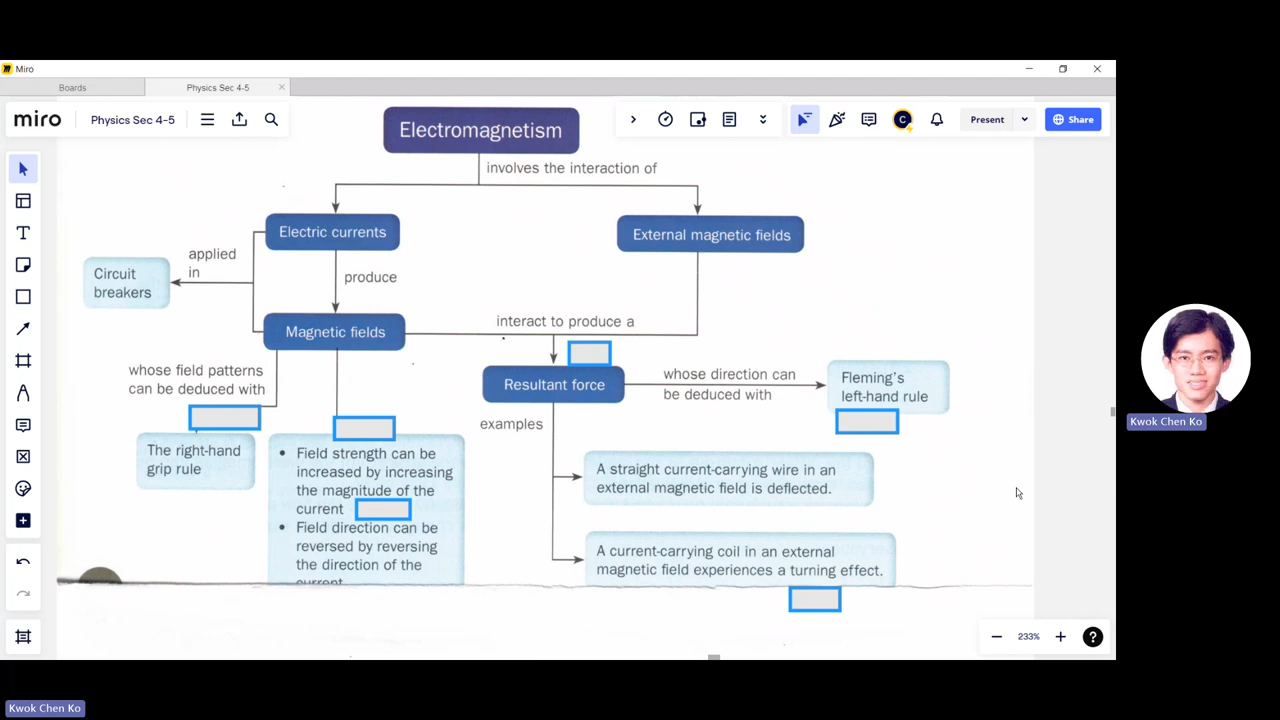 Miro
Boards
Physics Sec 4-5
miro
Physics Sec 4-5
Present
C
Share
Electromagnetism
involves the interaction of
Electric currents
External magnetic fields
applied
in
Circuit
breakers
produce
Magnetic fields
interact to produce a
whose field patterns
can be deduced with
Resultant force
whose direction can
be deduced with
Fleming's
left-hand rule
examples
The right-hand
grip rule
• Field strength can be
increased by increasing
the magnitude of the
current
• Field direction can be
reversed by reversing
the direction of the
current
A straight current-carrying wire in an
external magnetic field is deflected.
A current-carrying coil in an external
magnetic field experiences a turning effect.
233%
?
Kwok Chen Ko
Kwok Chen Ko